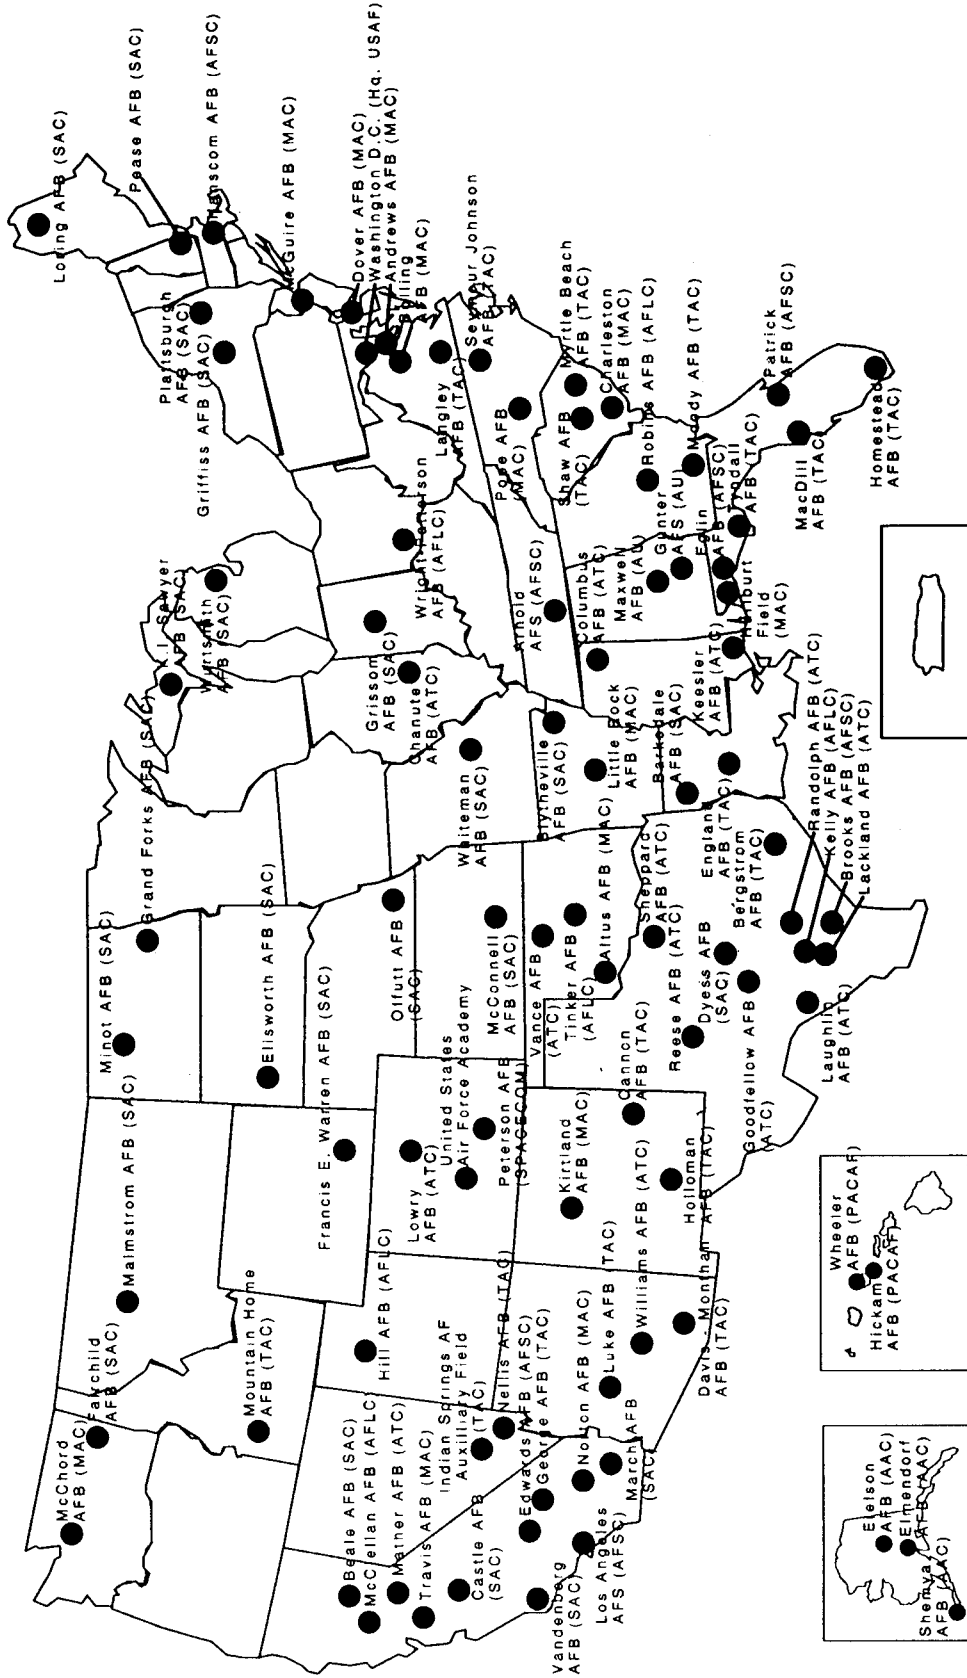 McChord
AFB (MAC)
Fairchild
AFB (SAC)
Malmstrom AFB (SAC)
Mountain Home
AFB (TAC)
Minot AFB (SAC)
Grand Forks AFB (SAC)
Ellsworth AFB (SAC)
Francis E. Warren AFB (SAC)
K.I. Sawyer
AFB (SAC)
Wurtsmith
AFB (SAC)
Plattsburgh
AFB (SAC)
Griffiss AFB (SAC)
Loring AFB (SAC)
Pease AFB (SAC)
Hanscom AFB (AFSC)
McGuire AFB (MAC)
Dover AFB (MAC)
Washington D.C. (Hq. USAF)
Andrews AFB (MAC)
Bolling
AFB (MAC)
Langley
AFB (TAC)
Seymour Johnson
AFB (TAC)
Pope AFB
(MAC)
Myrtle Beach
AFB (TAC)
Shaw AFB
(TAC)
Charleston
AFB (MAC)
Robins AFB (AFLC)
Moody AFB (TAC)
Patrick
AFB (AFSC)
MacDill
AFB (TAC)
Homestead
AFB (TAC)
Beale AFB (SAC)
McClellan AFB (AFLC)
Mather AFB (ATC)
Travis AFB (MAC)
Castle AFB
(SAC)
Indian Springs AF
Auxilliary Field
(TAC)
Nellis AFB (TAC)
Edwards AFB (AFSC)
George AFB (TAC)
Norton AFB (MAC)
Vandenberg
AFB (SAC)
Los Angeles
AFS (AFSC)
March AFB
(SAC)
Luke AFB (TAC)
Williams AFB (ATC)
Davis- Monthan
AFB (TAC)
Hill AFB (AFLC)
Lowry
AFB (ATC)
United States
Air Force Academy
Peterson AFB
(SPACECOM)
Kirtland
AFB (MAC)
Cannon
AFB (TAC)
Holloman
AFB (TAC)
Offutt AFB
(SAC)
McConnell
AFB (SAC)
Whiteman
AFB (SAC)
Vance AFB
(ATC)
Tinker AFB
(AFLC)
Altus AFB (MAC)
Sheppard
AFB (ATC)
Reese AFB (ATC)
Dyess AFB
(SAC)
Goodfellow AFB
(ATC)
Laughlin
AFB (ATC)
Bergstrom
AFB (TAC)
Randolph AFB (ATC)
Kelly AFB (AFLC)
Brooks AFB (AFSC)
Lackland AFB (ATC)
Grissom
AFB (SAC)
Chanute
AFB (ATC)
Wright-Patterson
AFB (AFLC)
Blytheville
AFB (SAC)
Little Rock
AFB (MAC)
Barksdale
AFB (SAC)
England
AFB (TAC)
Keesler
AFB (ATC)
Arnold
AFS (AFSC)
Columbus
AFB (ATC)
Maxwell
AFB (AU)
Gunter
AFS (AU)
Eglin
AFB (AFSC)
Tyndall
AFB (TAC)
Hurlburt
Field
(MAC)
Eielson
AFB (AAC)
Elmendorf
AFB (AAC)
Shemya
AFB (AAC)
Wheeler
AFB (PACAF)
Hickam
AFB (PACAF)